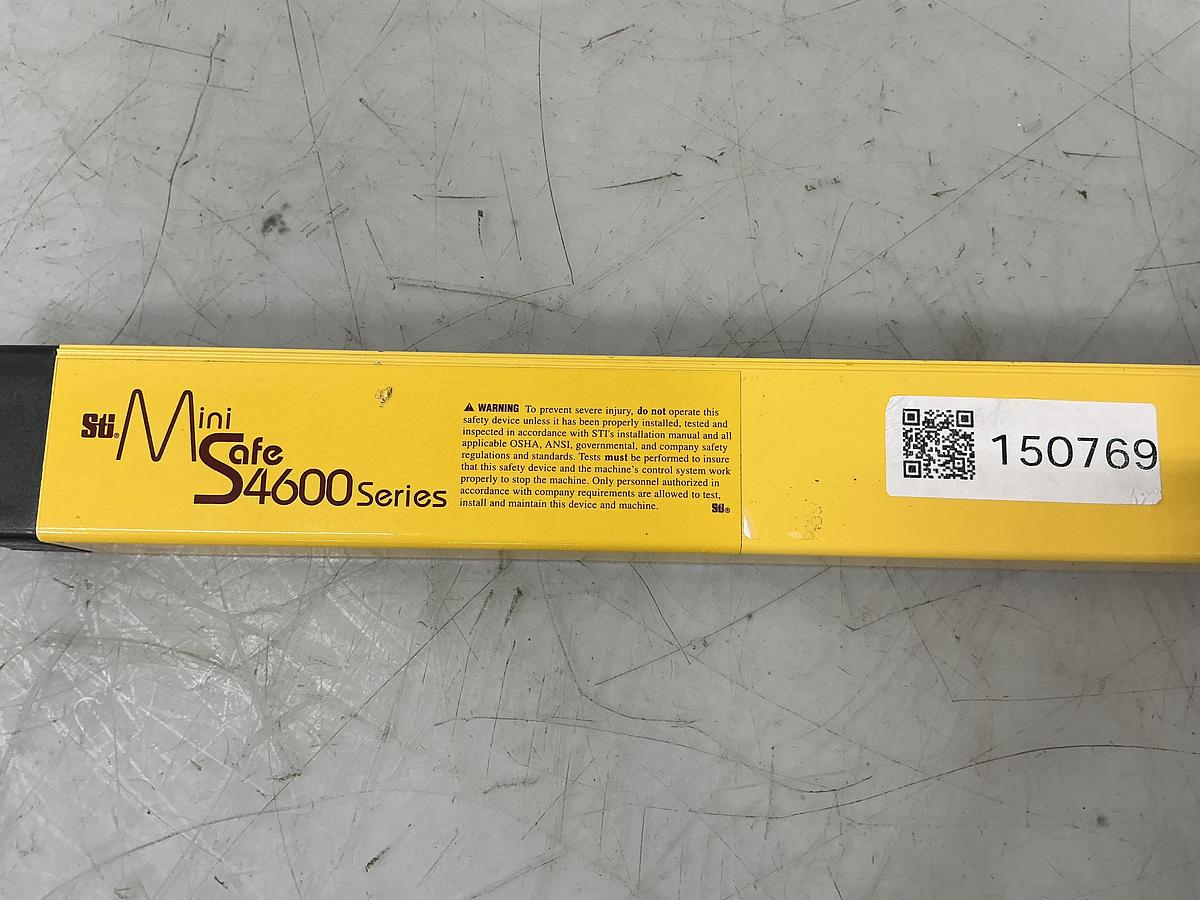 Sti® Mini
Safe
S4600 Series
⚠ WARNING To prevent severe injury, do not operate this
safety device unless it has been properly installed, tested and
inspected in accordance with STI's installation manual and all
applicable OSHA, ANSI, governmental, and company safety
regulations and standards. Tests must be performed to insure
that this safety device and the machine's control system work
properly to stop the machine. Only personnel authorized in
accordance with company requirements are allowed to test,
install and maintain this device and machine.
Sti®
150769